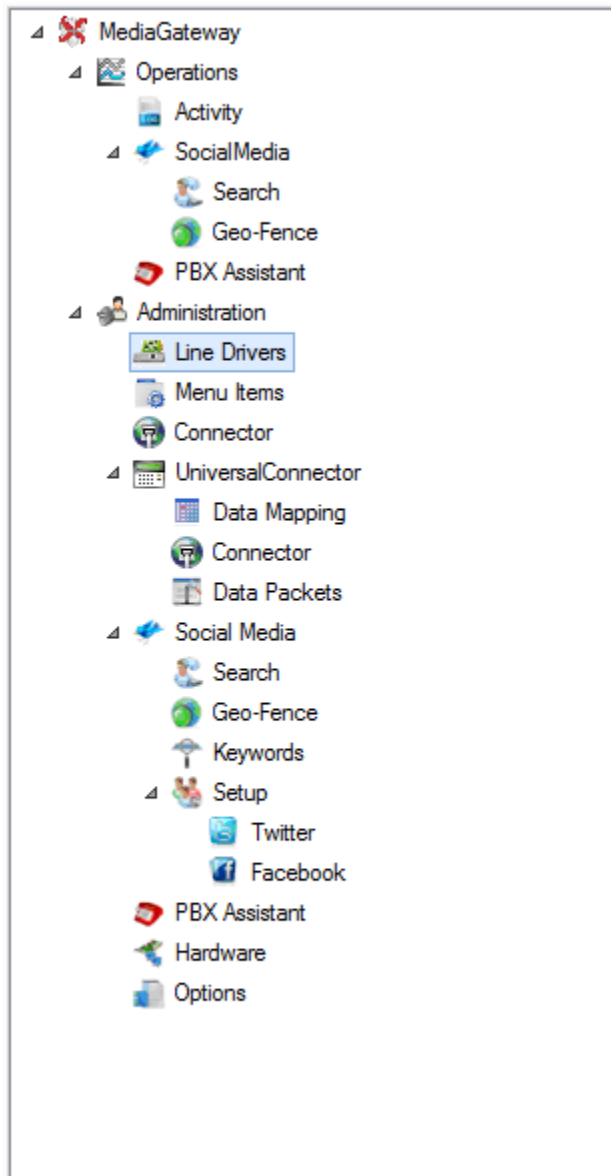 MediaGateway
Operations
Activity
SocialMedia
Search
Geo-Fence
PBX Assistant
Administration
Line Drivers
Menu Items
Connector
UniversalConnector
Data Mapping
Connector
Data Packets
Social Media
Search
Geo-Fence
Keywords
Setup
Twitter
Facebook
PBX Assistant
Hardware
Options